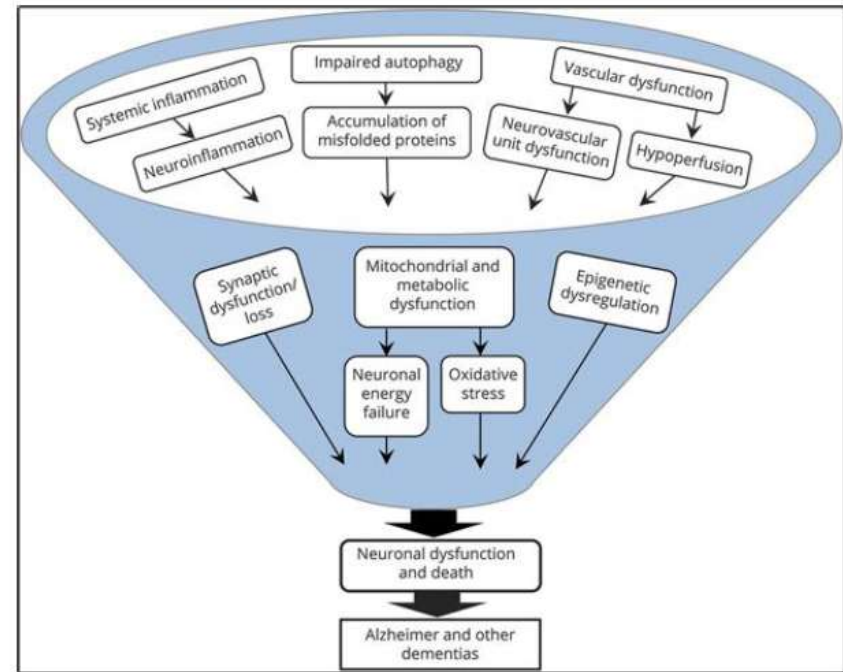 Impaired autophagy
Vascular dysfunction
Systemic inflammation
Accumulation of
misfolded proteins
Neurovascular
unit dysfunction
Neuroinflammation
Hypoperfusion
Synaptic
dysfunction/
loss
Mitochondrial and
metabolic
dysfunction
Epigenetic
dysregulation
Neuronal
energy
failure
Oxidative
stress
Neuronal dysfunction
and death
Alzheimer and other
dementias